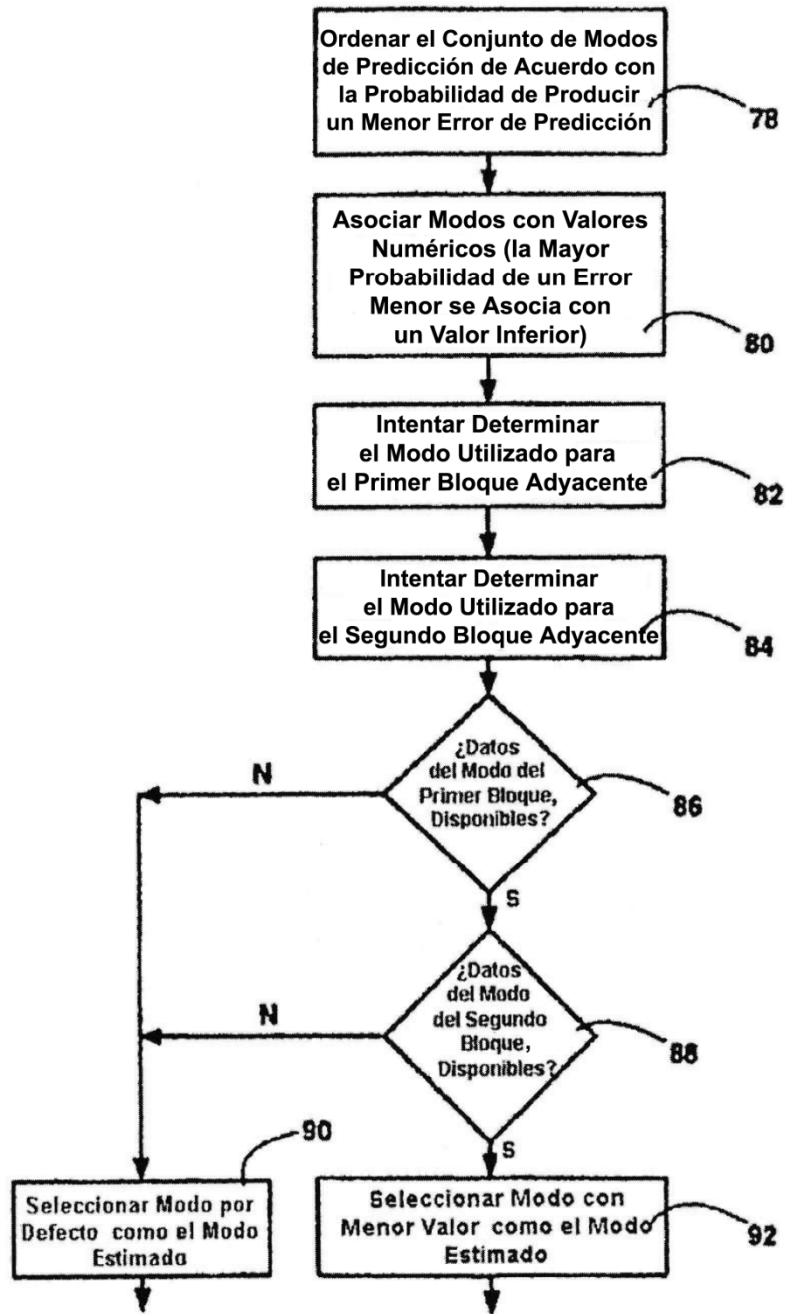 Ordenar el Conjunto de Modos
de Predicción de Acuerdo con
la Probabilidad de Producir
un Menor Error de Predicción
78
Asociar Modos con Valores
Numéricos (la Mayor
Probabilidad de un Error
Menor se Asocia con
un Valor Inferior)
80
Intentar Determinar
el Modo Utilizado para
el Primer Bloque Adyacente
82
Intentar Determinar
el Modo Utilizado para
el Segundo Bloque Adyacente
84
¿Datos
del Modo del
Primer Bloque,
Disponibles?
86
N
S
¿Datos
del Modo
del Segundo
Bloque,
Disponibles?
88
N
S
90
Seleccionar Modo por
Defecto como el Modo
Estimado
Seleccionar Modo con
Menor Valor como el Modo
Estimado
92